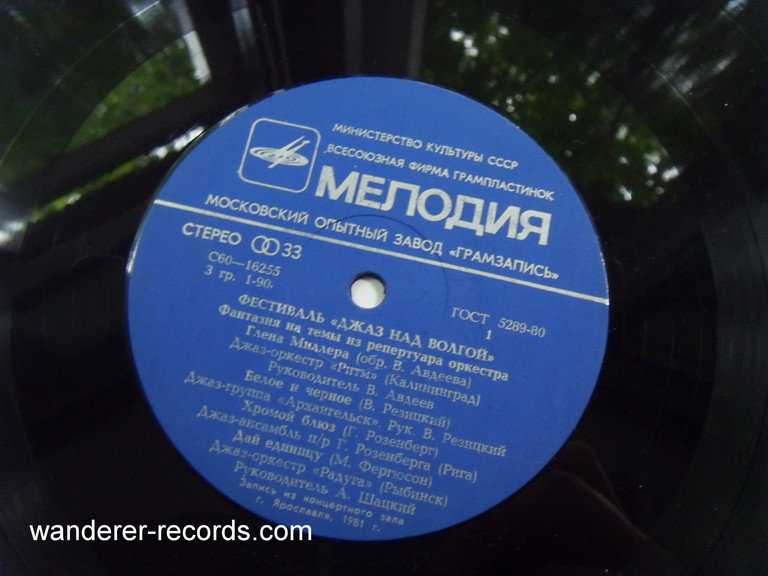 МИНИСТЕРСТВО КУЛЬТУРЫ СССР
ВСЕСОЮЗНАЯ ФИРМА ГРАМПЛАСТИНОК
МЕЛОДИЯ
МОСКОВСКИЙ ОПЫТНЫЙ ЗАВОД «ГРАМЗАПИСЬ»
СТЕРЕО 33
С60—16255
3 гр. 1-90.
ГОСТ 5289-80
1
ФЕСТИВАЛЬ «ДЖАЗ НАД ВОЛГОЙ»
Фантазия на темы из репертуара оркестра
Глена Миллера (обр. В. Авдеева)
Джаз-оркестр «Ритм» (Калининград)
Руководитель В. Авдеев
Белое и черное (В. Резицкий)
Джаз-группа «Архангельск». Рук. В. Резицкий
Хромой блюз (Г. Розенберг)
Джаз-ансамбль п/р Г. Розенберга (Рига)
Дай единицу (М. Фергюсон)
Джаз-оркестр «Радуга» (Рыбинск)
Руководитель А. Шацкий
Запись из концертного зала
г. Ярославля, 1981 г.
wanderer-records.com